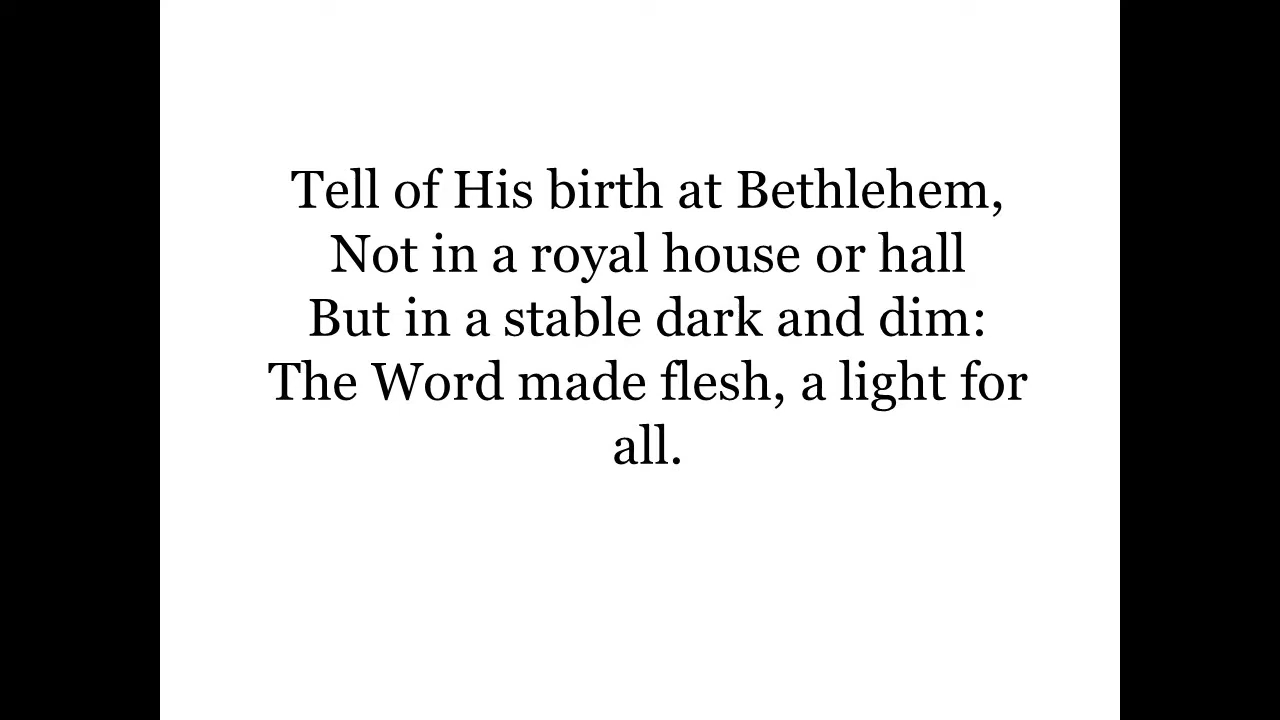 Tell of His birth at Bethlehem,
Not in a royal house or hall
But in a stable dark and dim:
The Word made flesh, a light for
all.